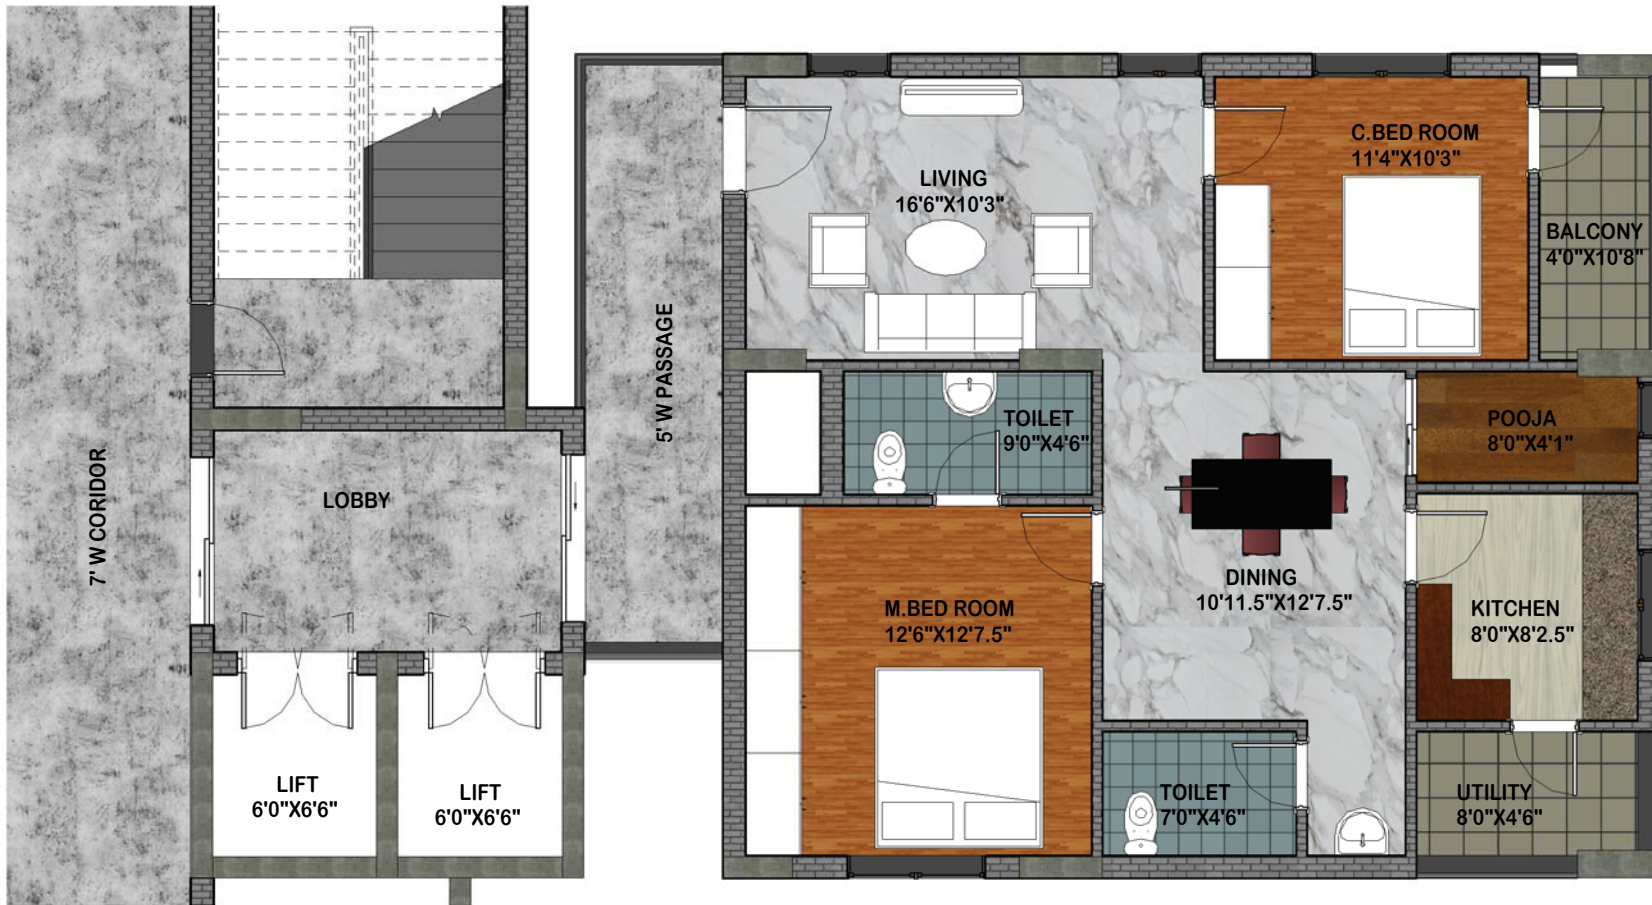 C.BED ROOM
11'4"X10'3"
LIVING
16'6"X10'3"
BALCONY
4'0"X10'8"
5' W PASSAGE
TOILET
9'0"X4'6"
POOJA
8'0"X4'1"
7' W CORIDOR
LOBBY
DINING
10'11.5"X12'7.5"
M.BED ROOM
12'6"X12'7.5"
KITCHEN
8'0"X8'2.5"
LIFT
6'0"X6'6"
LIFT
6'0"X6'6"
TOILET
7'0"X4'6"
UTILITY
8'0"X4'6"